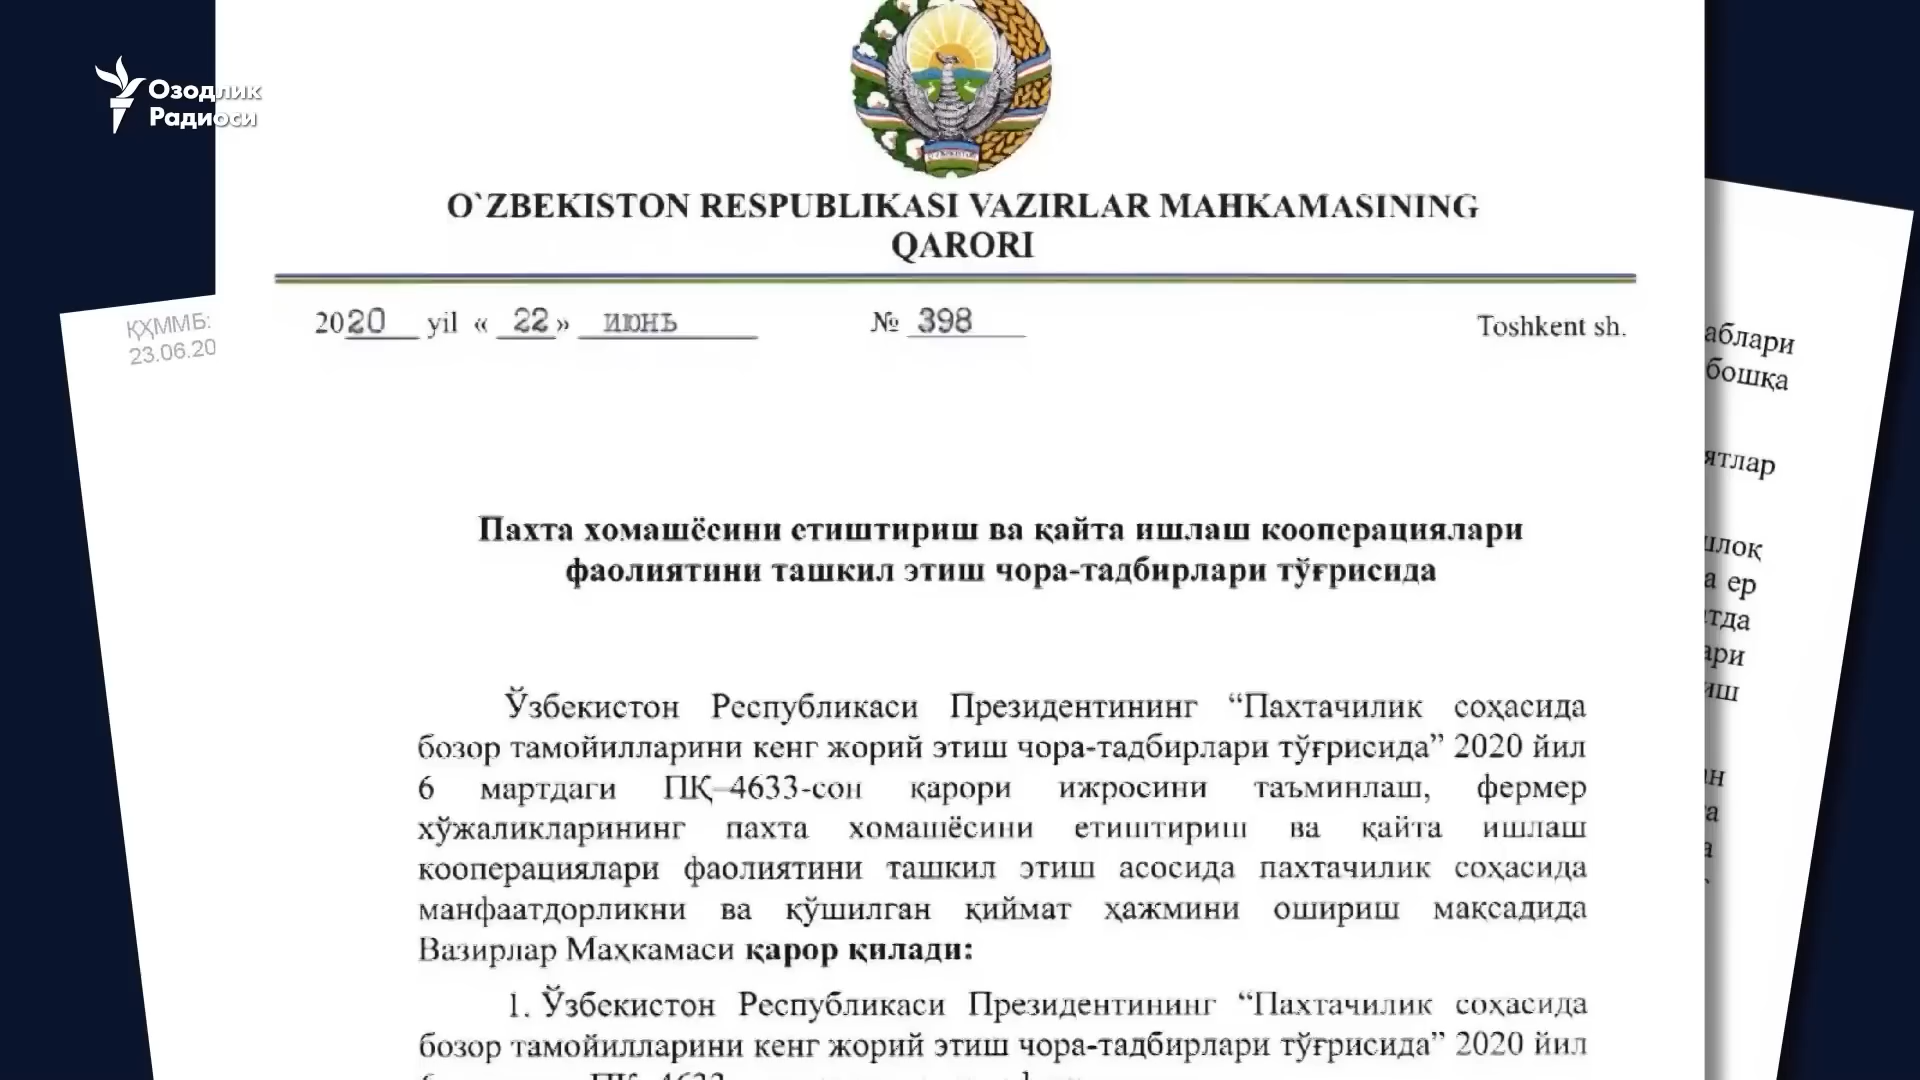 Озодлик
Радиоси
O`ZBEKISTON RESPUBLIKASI VAZIRLAR MAHKAMASINING
QARORI
2020 yil « 22 » июнь № 398 Toshkent sh.
ҚҲММБ:
23.06.20
Пахта хомашёсини етиштириш ва қайта ишлаш кооперациялари
фаолиятини ташкил этиш чора-тадбирлари тўғрисида
Ўзбекистон Республикаси Президентининг “Пахтачилик соҳасида
бозор тамойилларини кенг жорий этиш чора-тадбирлари тўғрисида” 2020 йил
6 мартдаги ПҚ–4633-сон қарори ижросини таъминлаш, фермер
хўжаликларининг пахта хомашёсини етиштириш ва қайта ишлаш
кооперациялари фаолиятини ташкил этиш асосида пахтачилик соҳасида
манфаатдорликни ва қўшилган қиймат ҳажмини ошириш мақсадида
Вазирлар Маҳкамаси қарор қилади:
1. Ўзбекистон Республикаси Президентининг “Пахтачилик соҳасида
бозор тамойилларини кенг жорий этиш чора-тадбирлари тўғрисида” 2020 йил
аблари
бошқа
ятлар
шлоқ
а ер
тда
ари
иш